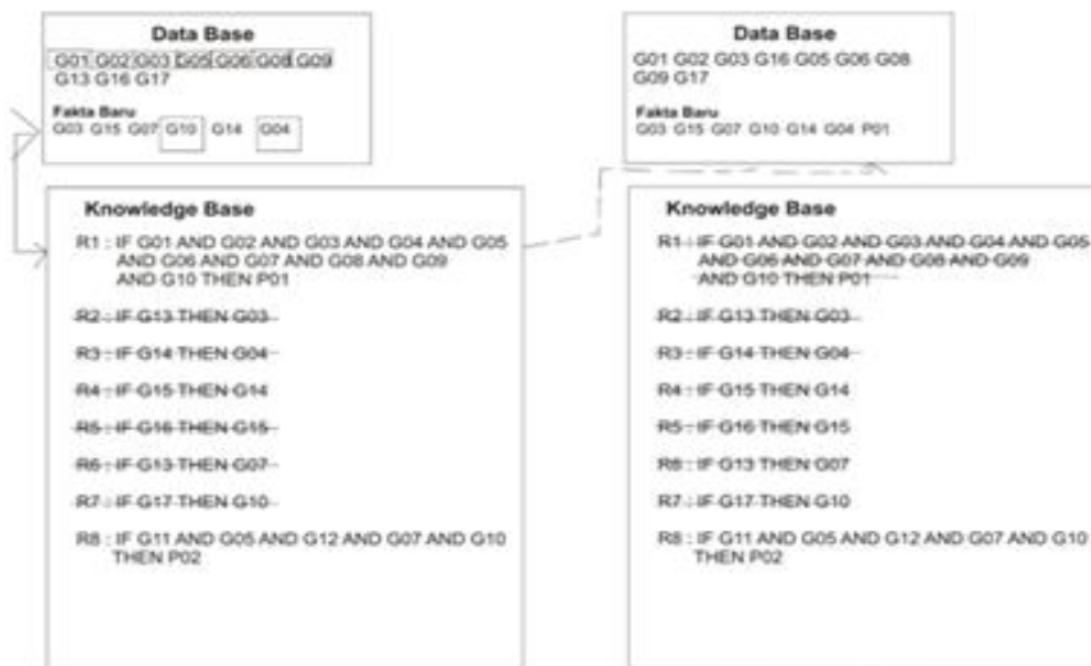 Data Base
G01 G02 G03 G05 G06 G08 G09
G13 G16 G17
Fakta Baru
G03 G15 G07 G10 G14 G04
Knowledge Base
R1 : IF G01 AND G02 AND G03 AND G04 AND G05
AND G06 AND G07 AND G08 AND G09
AND G10 THEN P01
R2 : IF G13 THEN G03
R3 : IF G14 THEN G04
R4 : IF G15 THEN G14
R5 : IF G16 THEN G15
R6 : IF G13 THEN G07
R7 : IF G17 THEN G10
R8 : IF G11 AND G05 AND G12 AND G07 AND G10
THEN P02
Data Base
G01 G02 G03 G16 G05 G06 G08
G09 G17
Fakta Baru
G03 G15 G07 G10 G14 G04 P01
Knowledge Base
R1 : IF G01 AND G02 AND G03 AND G04 AND G05
AND G06 AND G07 AND G08 AND G09
AND G10 THEN P01
R2 : IF G13 THEN G03
R3 : IF G14 THEN G04
R4 : IF G15 THEN G14
R5 : IF G16 THEN G15
R6 : IF G13 THEN G07
R7 : IF G17 THEN G10
R8 : IF G11 AND G05 AND G12 AND G07 AND G10
THEN P02